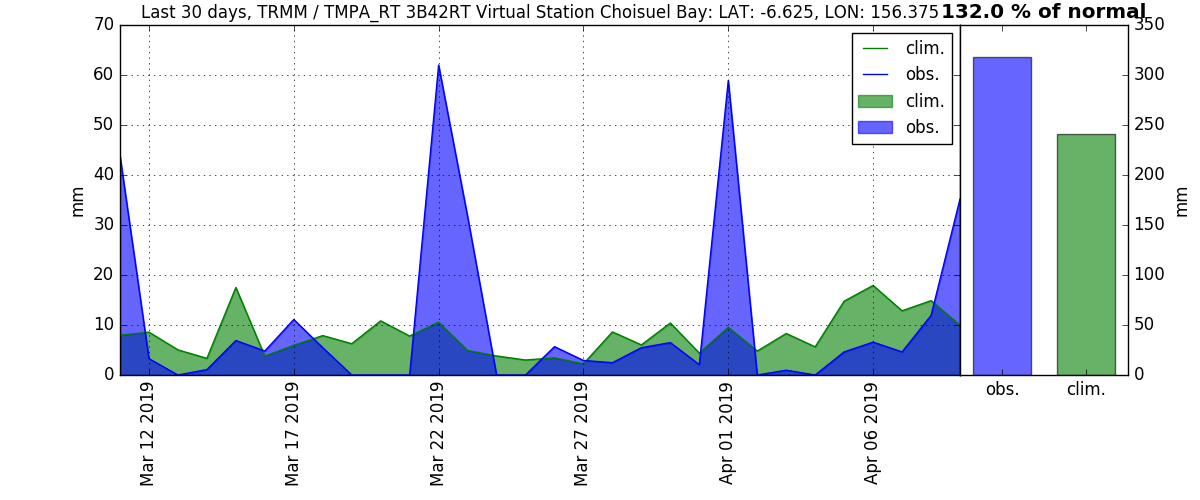 Last 30 days, TRMM / TMPA_RT 3B42RT Virtual Station Choisuel Bay: LAT: -6.625, LON: 156.375
132.0 % of normal
70
60
50
40
30
20
10
0
mm
clim.
obs.
clim.
obs.
Mar 12 2019
Mar 17 2019
Mar 22 2019
Mar 27 2019
Apr 01 2019
Apr 06 2019
350
300
250
200
150
100
50
0
mm
obs.
clim.